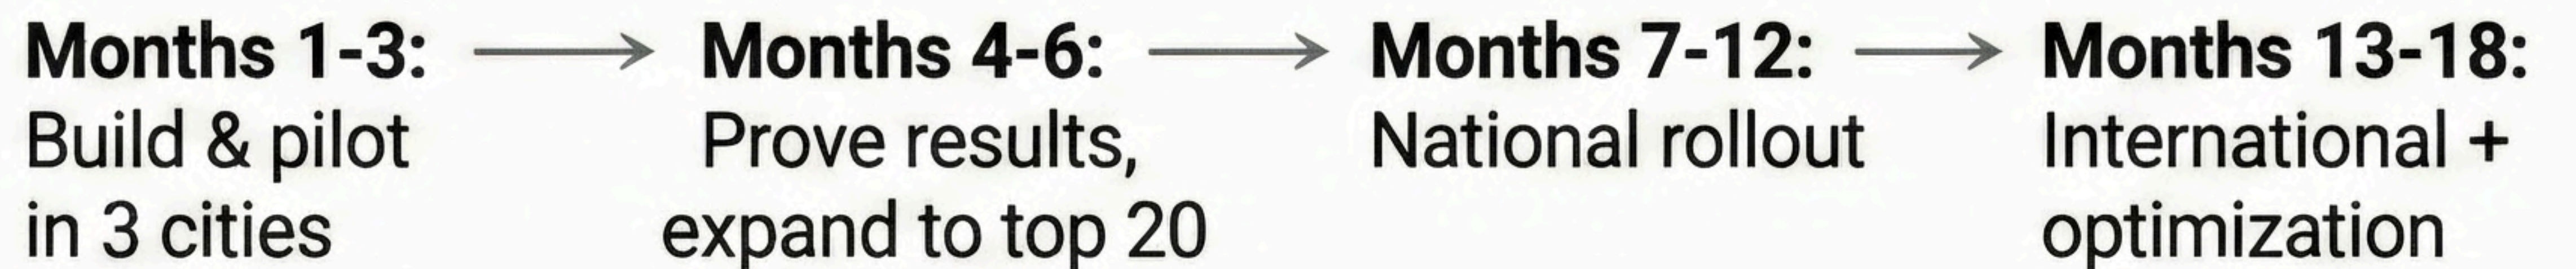 Months 1-3:
Build & pilot
in 3 cities
Months 4-6:
Prove results,
expand to top 20
Months 7-12:
National rollout
Months 13-18:
International +
optimization